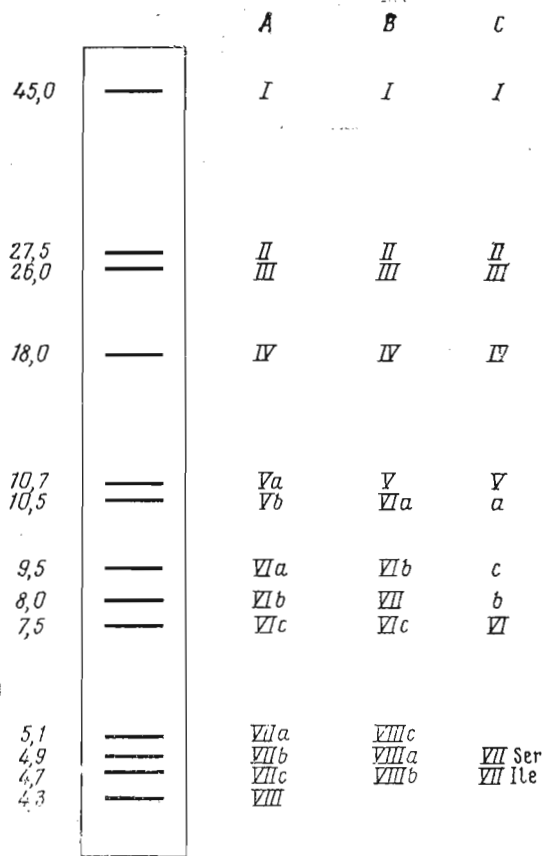 A B C
45,0 I I I
27,5 II II II
26,0 III III III
18,0 IV IV IV
10,7 Va V V
10,5 Vb VIa a
9,5 VIa VIb c
8,0 VIb VII b
7,5 VIc VIc VI
5,1 VIIa VIIIc
4,9 VIIb VIIIa VII Ser
4,7 VIIc VIIIb VII Ile
4,3 VIII